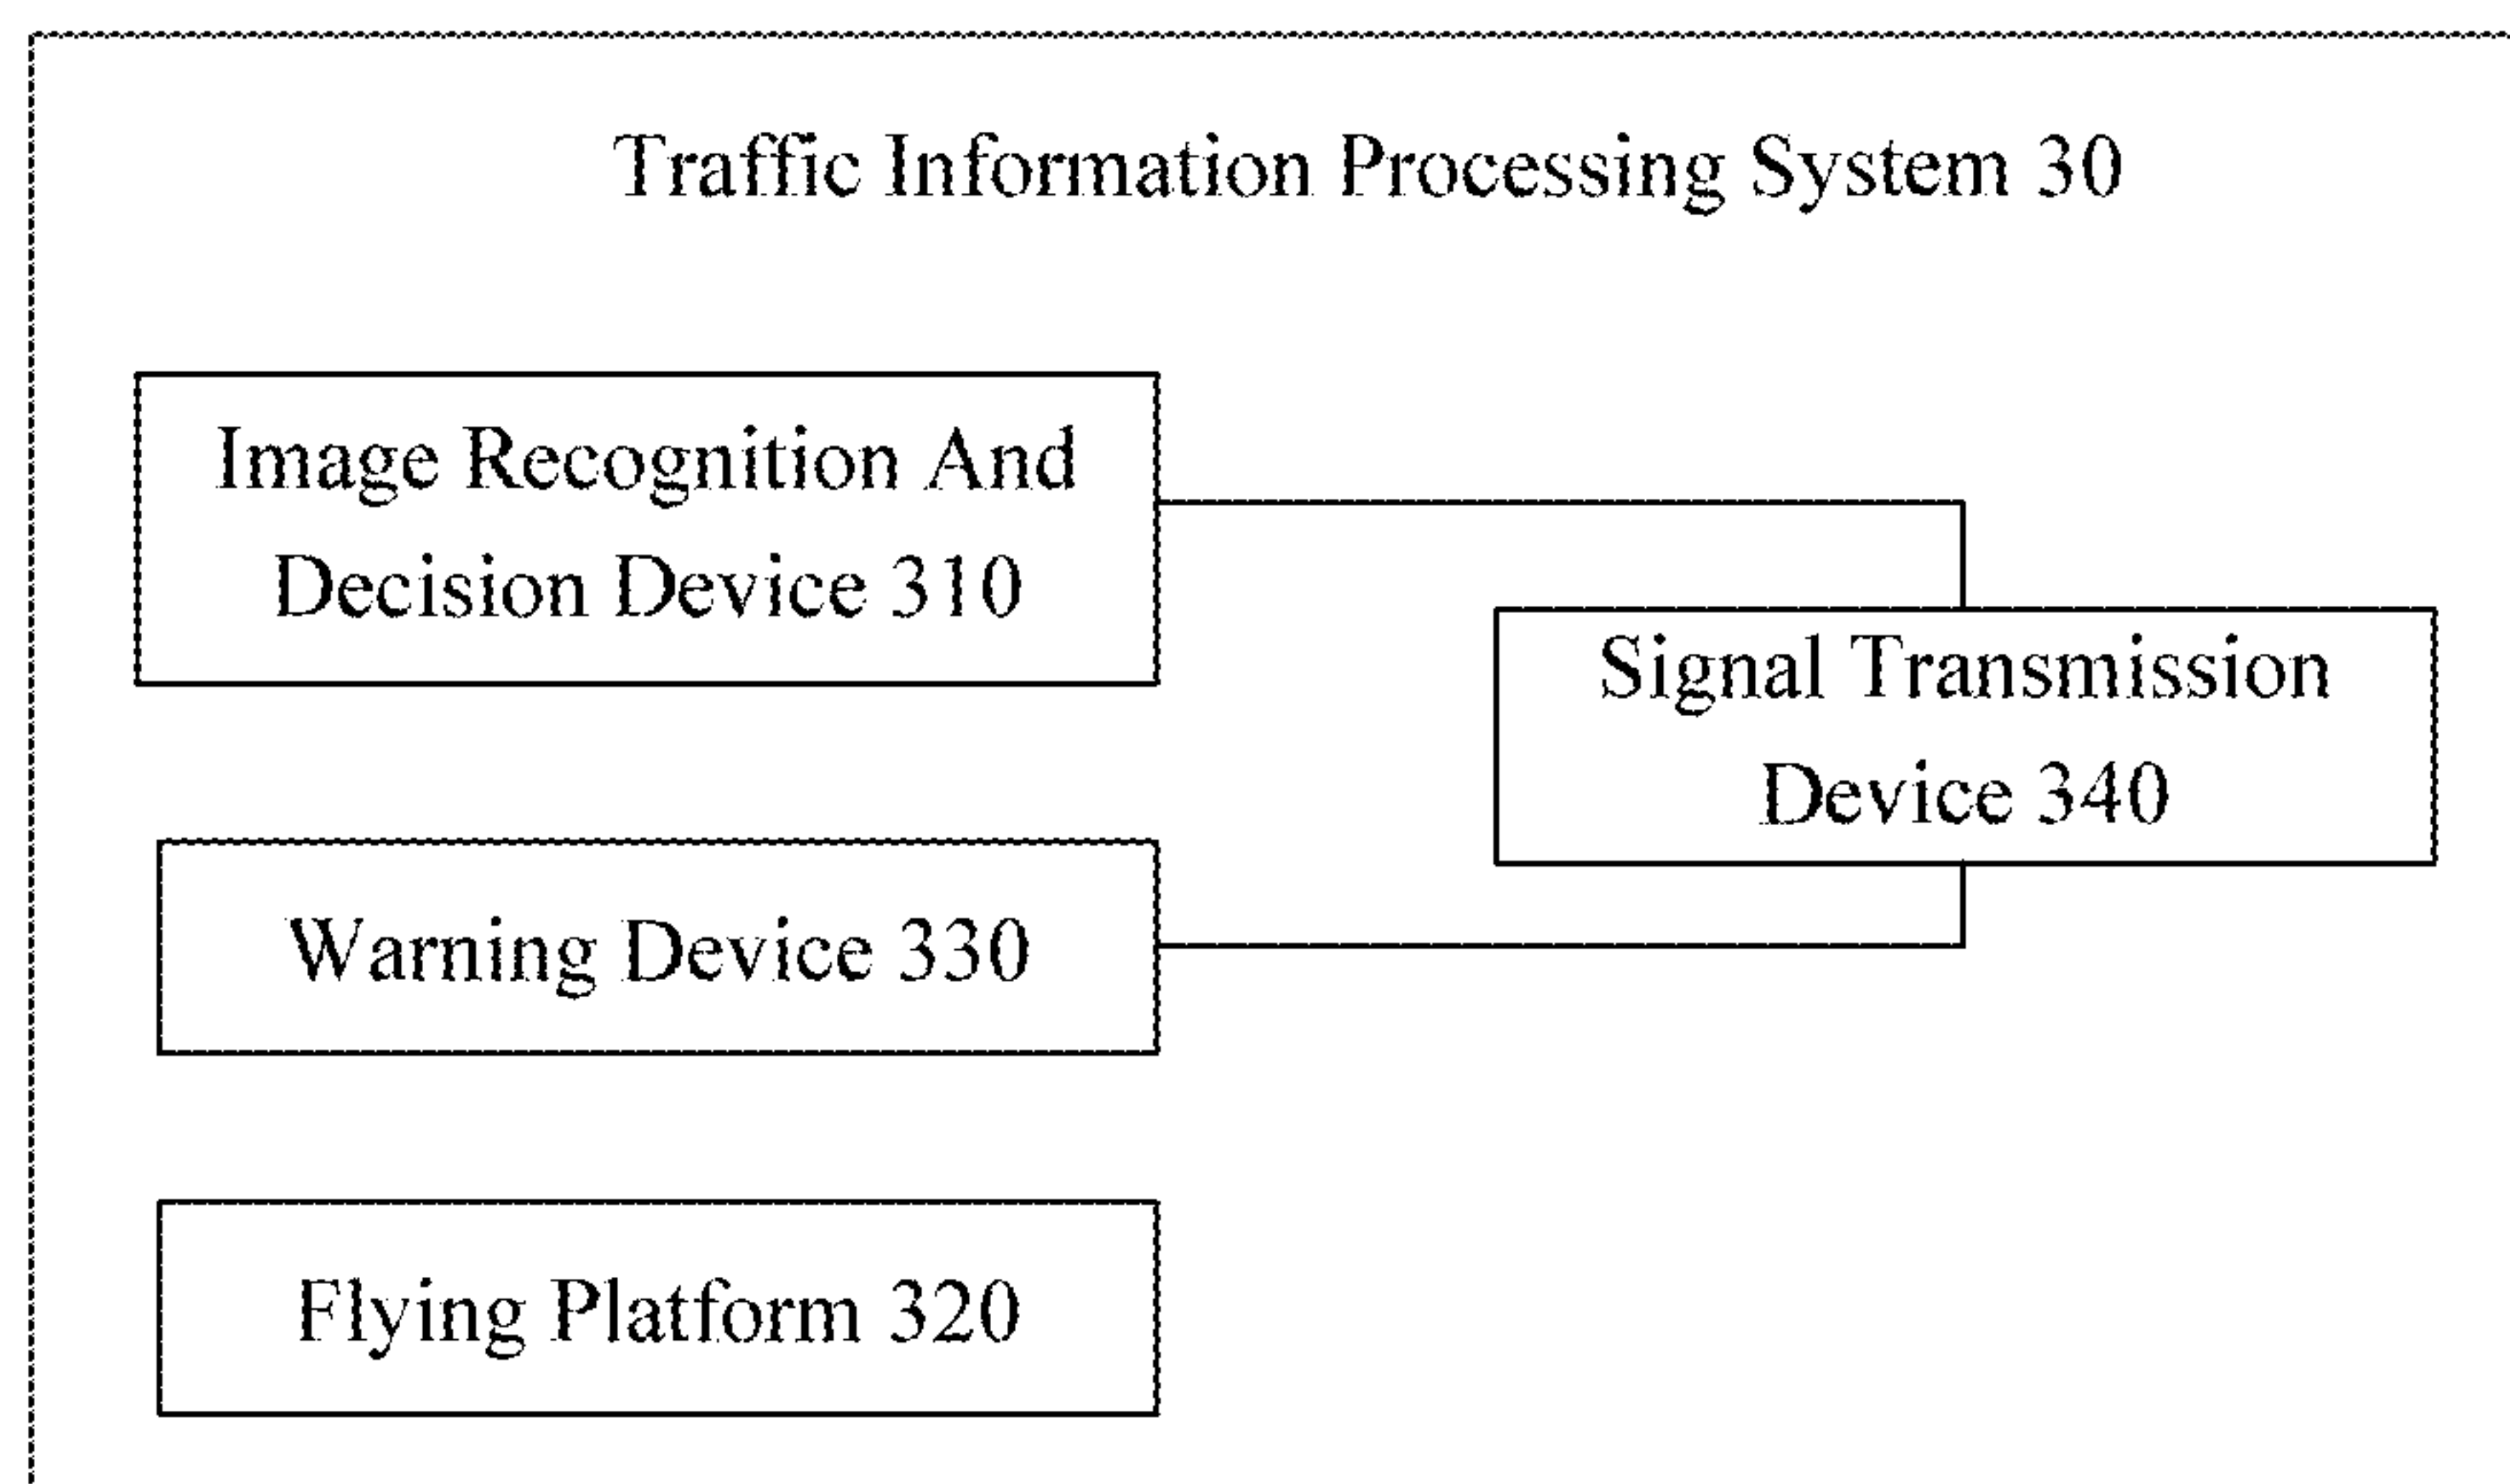 Traffic Information Processing System 30
Image Recognition And
Decision Device 310
Signal Transmission
Device 340
Warning Device 330
Flying Platform 320